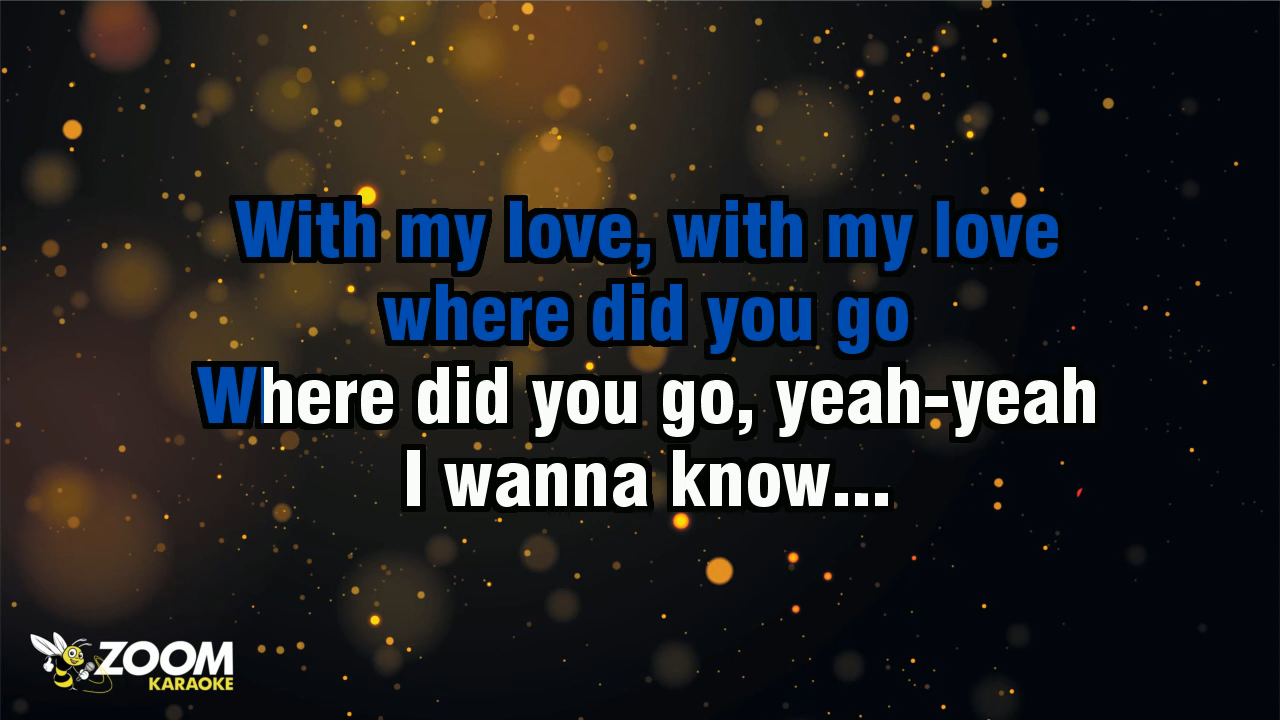 With my love, with my love
where did you go
Where did you go, yeah-yeah
I wanna know...
ZOOM
KARAOKE